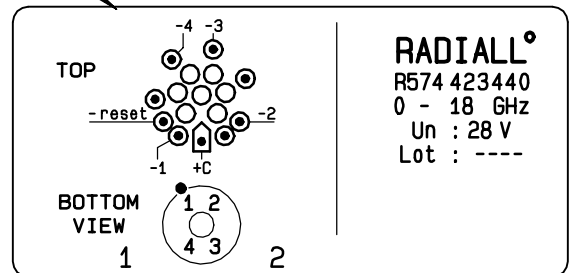 -4 -3
TOP
-reset
-2
-1
+C
BOTTOM
VIEW
1 2
4 3
1 2
RADIALL°
R574 423440
0 - 18 GHz
Un : 28 V
Lot : ----